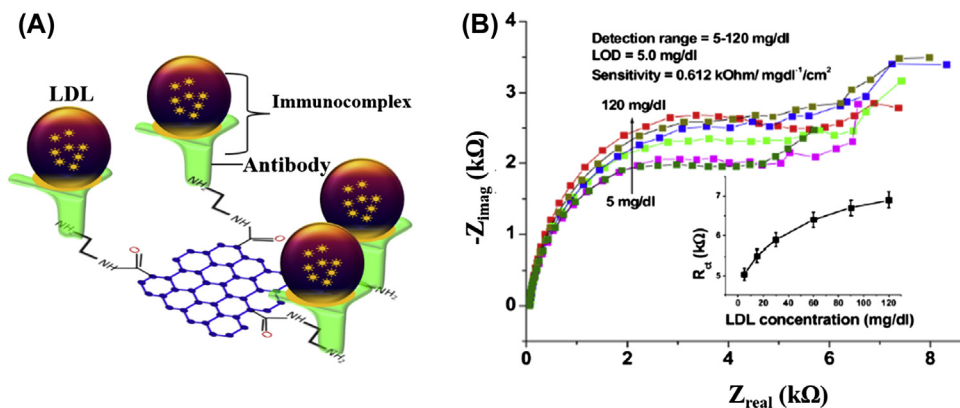 (A)
LDL
Immunocomplex
Antibody
NH₂
NH
O
NH
O
NH
NH₂
O
NH
NH₂
(B)
Detection range = 5-120 mg/dl
LOD = 5.0 mg/dl
Sensitivity = 0.612 kOhm/ mgdl⁻¹/cm²
120 mg/dl
5 mg/dl
-Z_imag (kΩ)
4
3
2
1
0
0 2 4 6 8
Z_real (kΩ)
R_ct (kΩ)
7
6
5
0 20 40 60 80 100 120
LDL concentration (mg/dl)